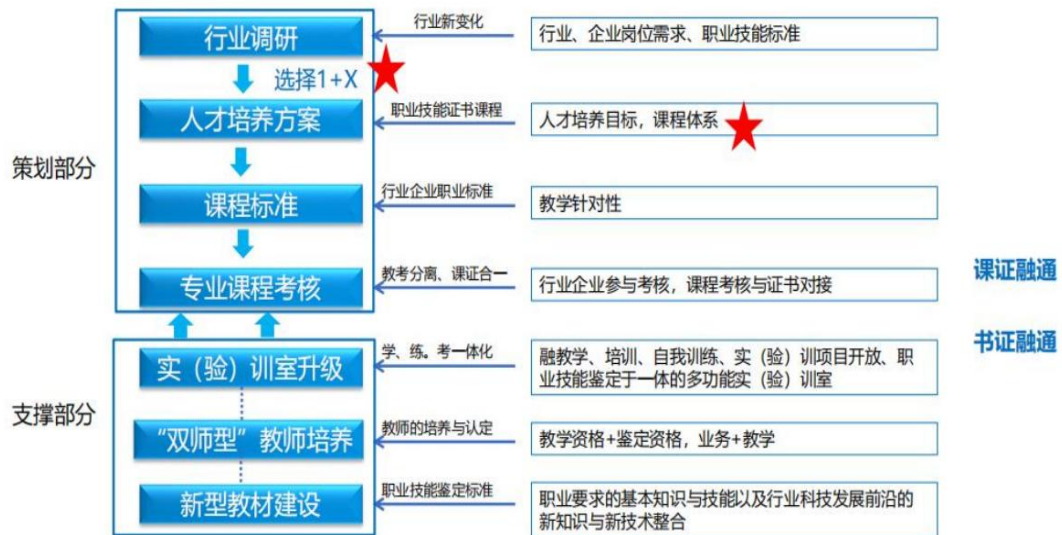 行业调研
行业新变化
行业、企业岗位需求、职业技能标准
选择1+X
人才培养方案
职业技能证书课程
人才培养目标，课程体系
策划部分
课程标准
行业企业职业标准
教学针对性
专业课程考核
教考分离、课证合一
行业企业参与考核，课程考核与证书对接
课证融通
书证融通
实（验）训室升级
学、练。考一体化
融教学、培训、自我训练、实（验）训项目开放、职
业技能鉴定于一体的多功能实（验）训室
支撑部分
“双师型”教师培养
教师的培养与认定
教学资格+鉴定资格，业务+教学
新型教材建设
职业技能鉴定标准
职业要求的基本知识与技能以及行业科技发展前沿的
新知识与新技术整合